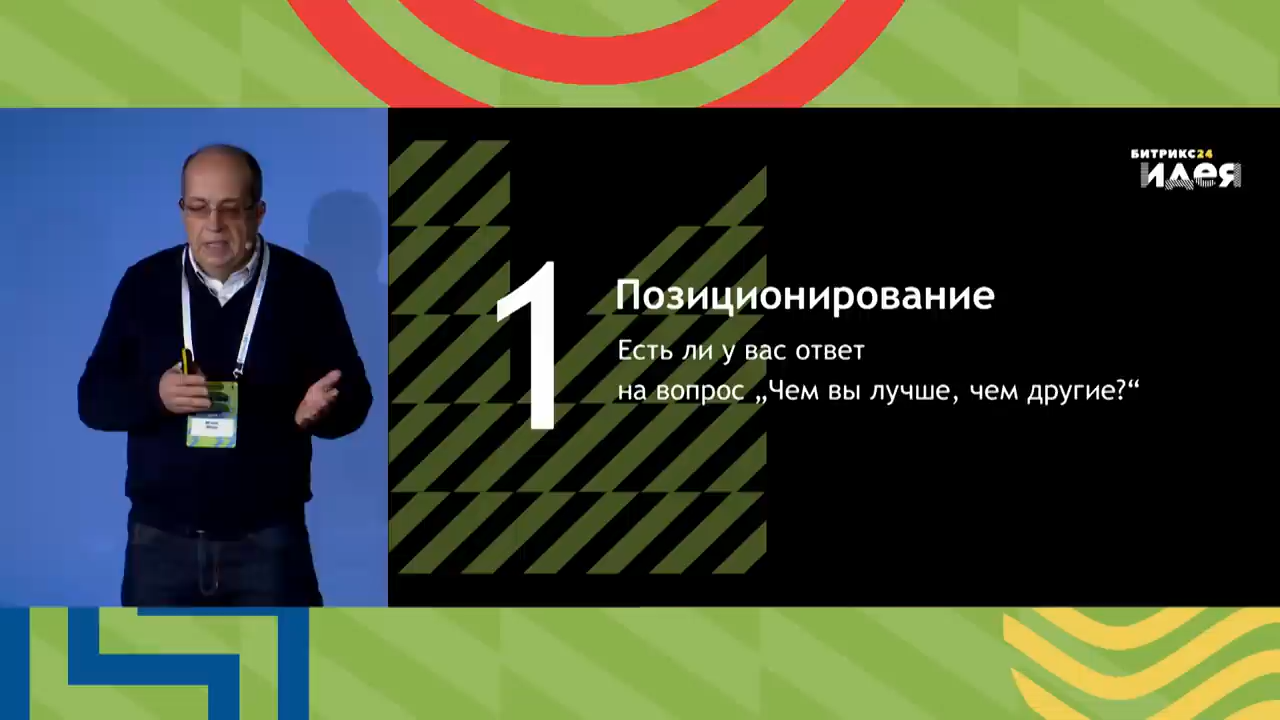 БИТРИКС24
идея
1
Позиционирование
Есть ли у вас ответ
на вопрос „Чем вы лучше, чем другие?“